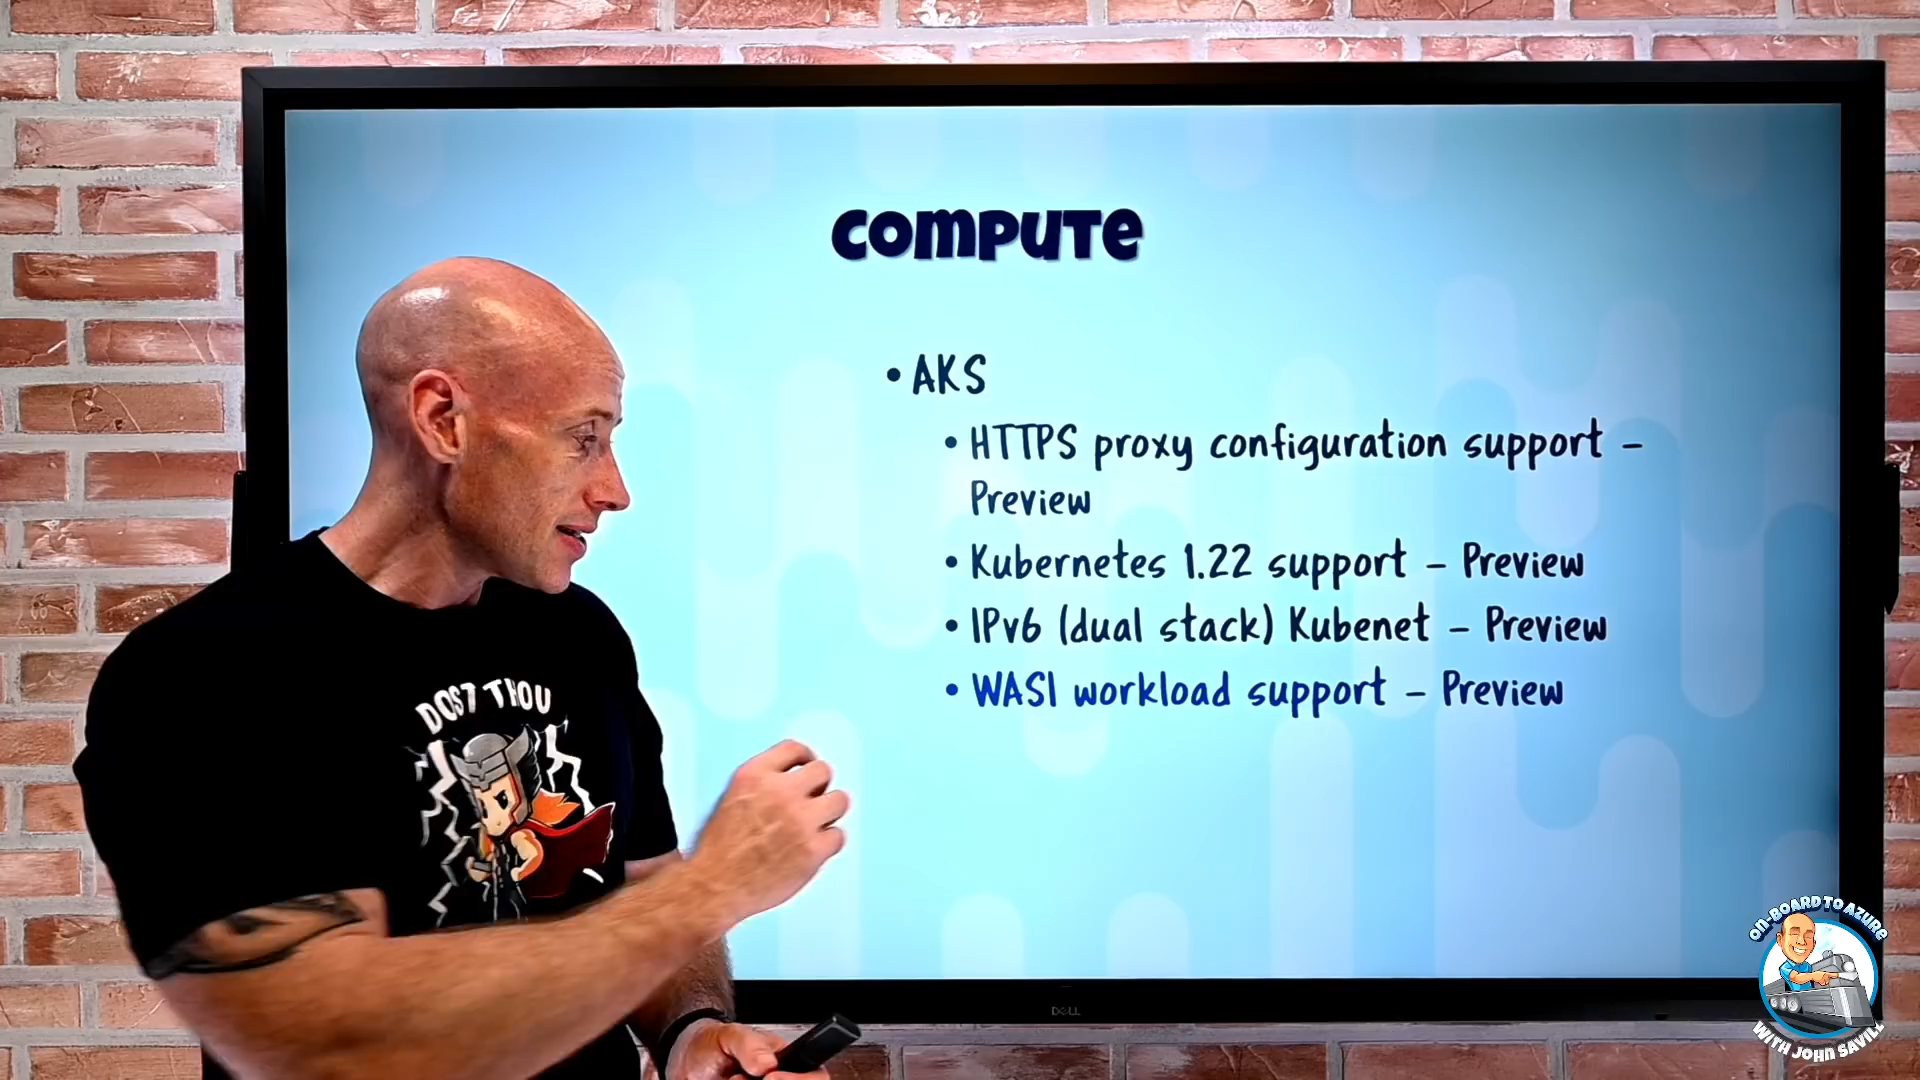 COMPUTE
• AKS
• HTTPS proxy configuration support –
Preview
• Kubernetes 1.22 support – Preview
• IPv6 (dual stack) Kubenet – Preview
• WASI workload support – Preview
DOST THOU
DELL
ON-BOARD TO AZURE
WITH JOHN SAVILL